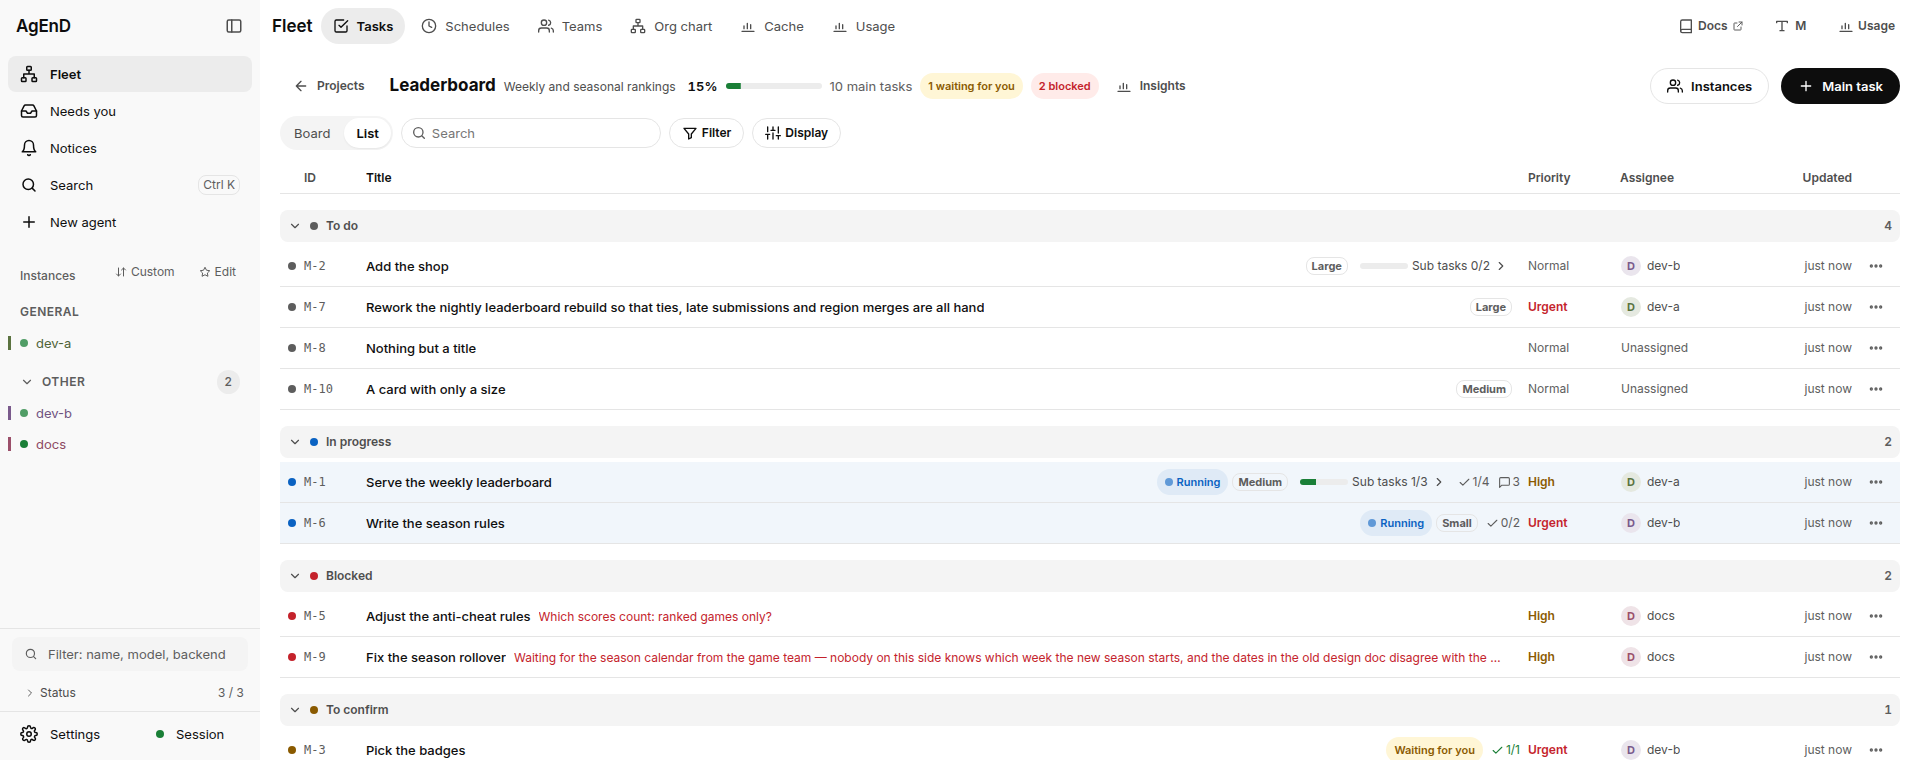 AgEnD
Fleet
Needs you
Notices
Search Ctrl K
New agent
Instances Custom Edit
GENERAL
dev-a
OTHER 2
dev-b
docs
Filter: name, model, backend
Status 3 / 3
Settings Session
Fleet Tasks Schedules Teams Org chart Cache Usage Docs M Usage
Projects Leaderboard Weekly and seasonal rankings 15% 10 main tasks 1 waiting for you 2 blocked Insights Instances Main task
Board List Search Filter Display
ID Title Priority Assignee Updated
To do 4
M-2 Add the shop Large Sub tasks 0/2 Normal D dev-b just now
M-7 Rework the nightly leaderboard rebuild so that ties, late submissions and region merges are all hand Large Urgent D dev-a just now
M-8 Nothing but a title Normal Unassigned just now
M-10 A card with only a size Medium Normal Unassigned just now
In progress 2
M-1 Serve the weekly leaderboard Running Medium Sub tasks 1/3 1/4 3 High D dev-a just now
M-6 Write the season rules Running Small 0/2 Urgent D dev-b just now
Blocked 2
M-5 Adjust the anti-cheat rules Which scores count: ranked games only? High D docs just now
M-9 Fix the season rollover Waiting for the season calendar from the game team — nobody on this side knows which week the new season starts, and the dates in the old design doc disagree with the ... High D docs just now
To confirm 1
M-3 Pick the badges Waiting for you 1/1 Urgent D dev-b just now